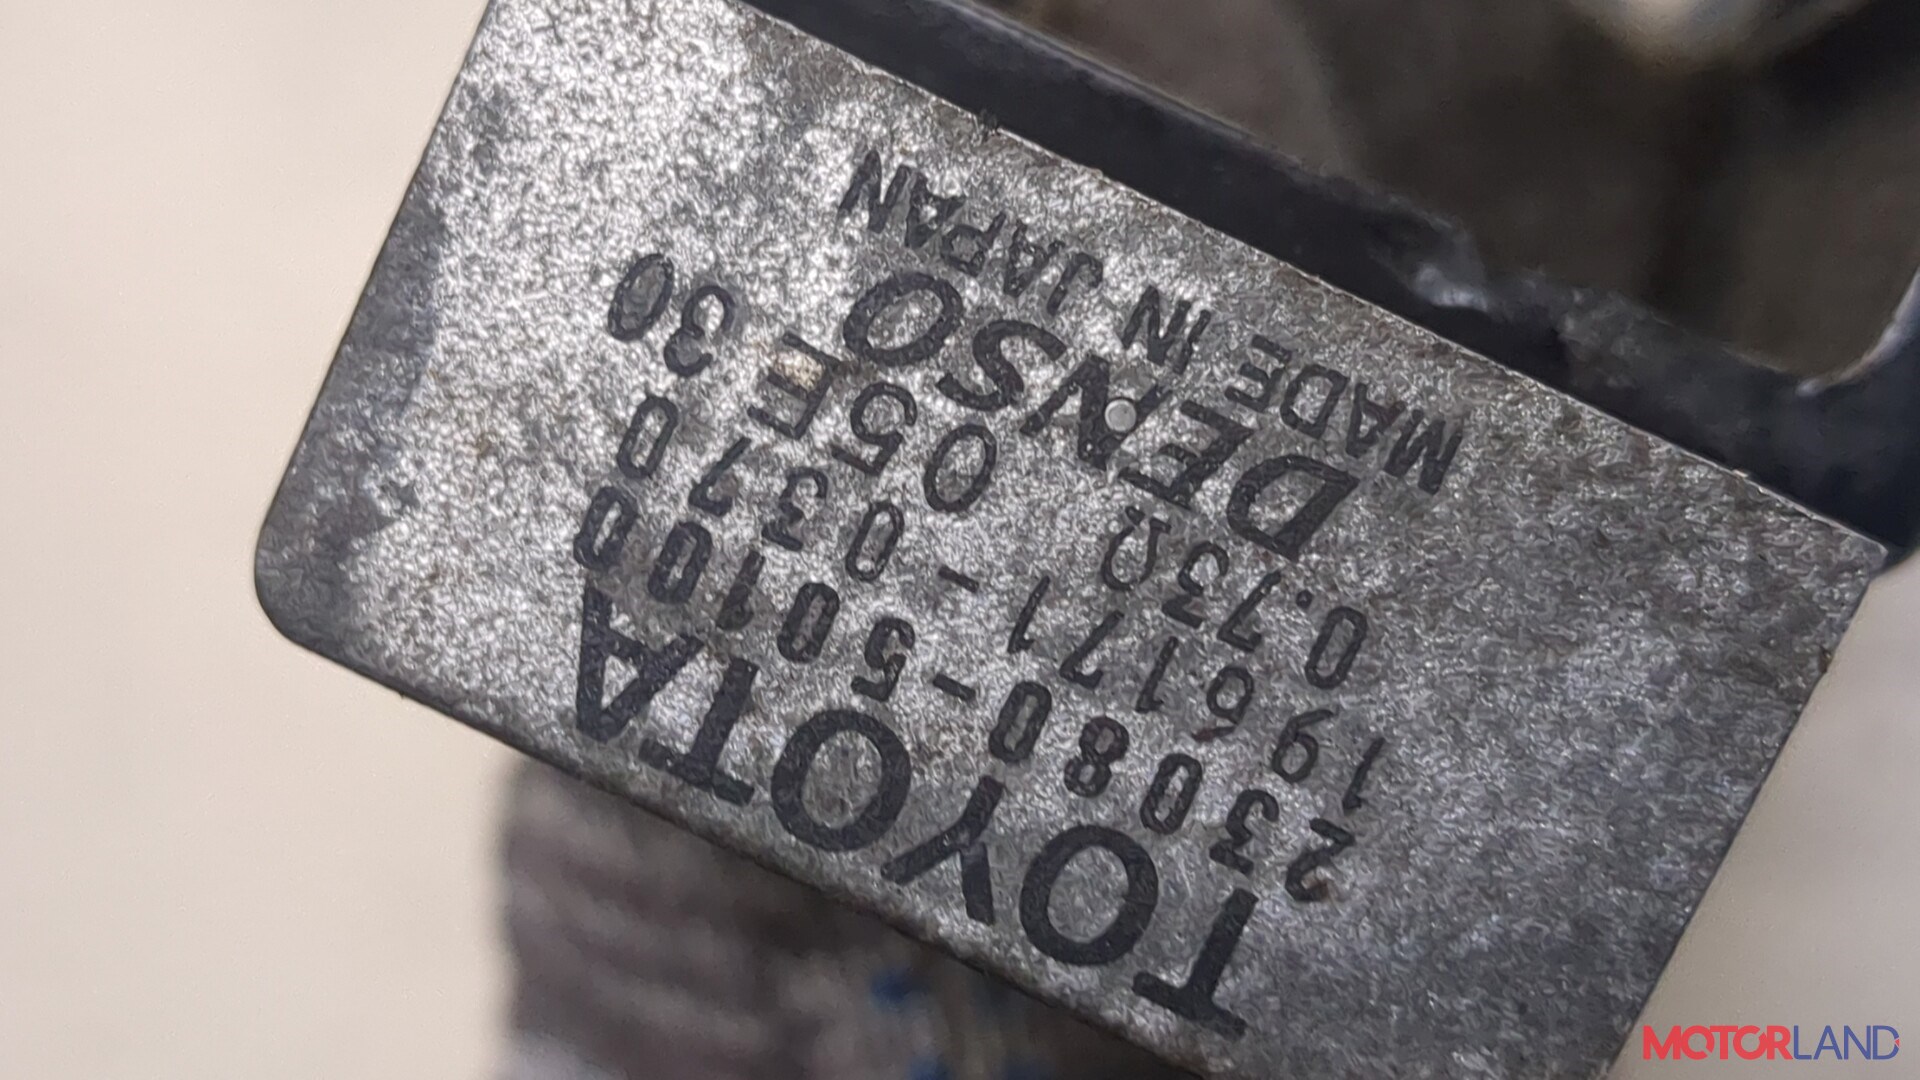 TOYOTA
23080-50100
196171-0370
0.73Ω 05E 30
DENSO
MADE IN JAPAN
MOTORLAND